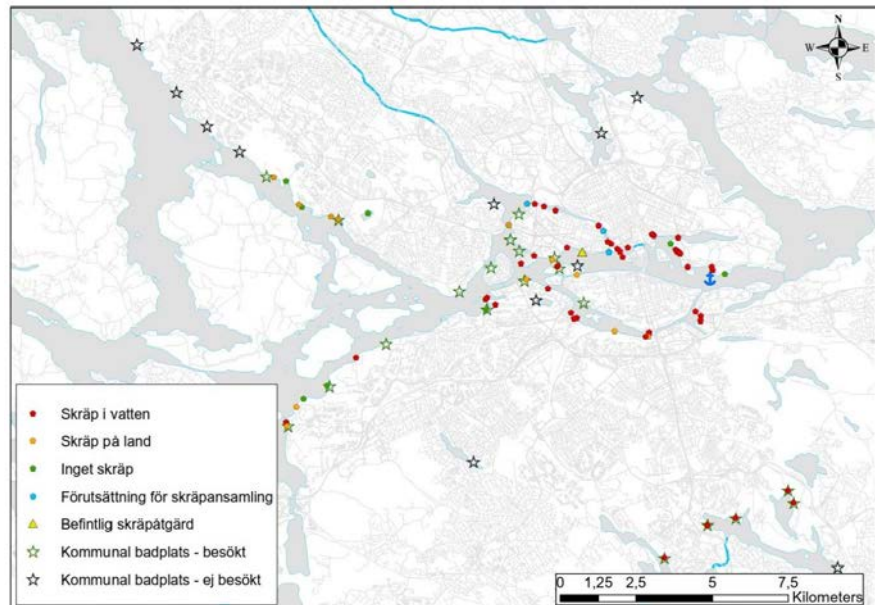 N
W E
S
Skräp i vatten
Skräp på land
Inget skräp
Förutsättning för skräpansamling
Befintlig skräpåtgärd
Kommunal badplats - besökt
Kommunal badplats - ej besökt
0 1,25 2,5 5 7,5
Kilometers